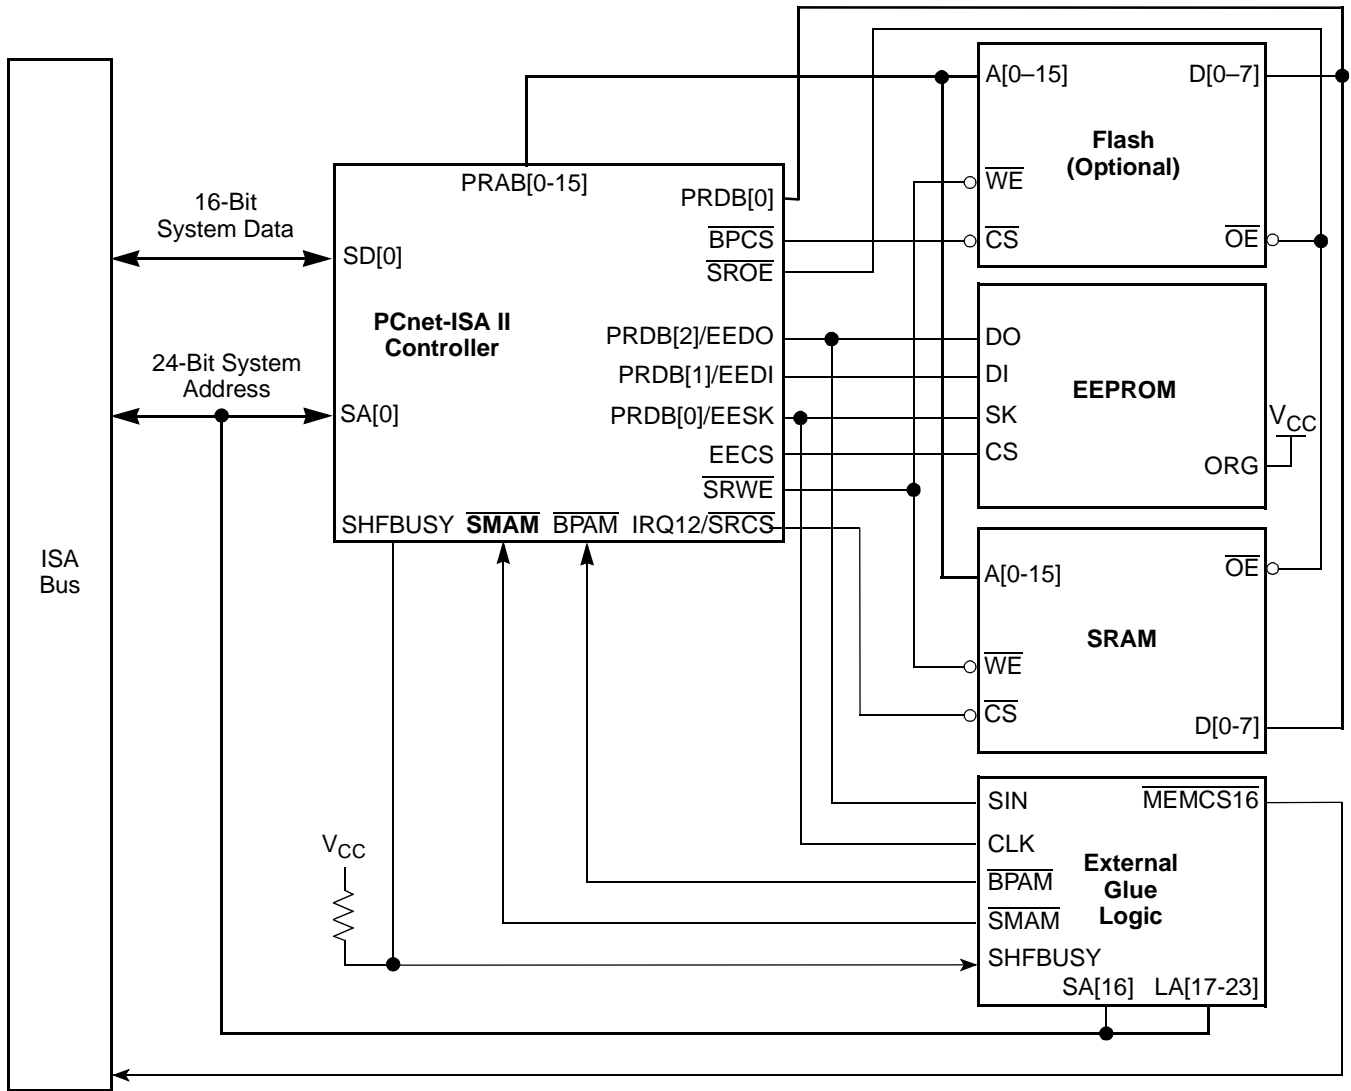 ISA
Bus
16-Bit
System Data
24-Bit System
Address
PRAB[0-15]
PRDB[0]
BPCS
SROE
SD[0]
PCnet-ISA II
Controller
PRDB[2]/EEDO
PRDB[1]/EEDI
SA[0]
PRDB[0]/EESK
EECS
SRWE
SHFBUSY SMAM BPAM IRQ12/SRCS
A[0–15] D[0–7]
Flash
(Optional)
WE
CS OE
DO
DI
EEPROM
SK
VCC
CS
ORG
A[0-15] OE
SRAM
WE
CS
D[0-7]
SIN MEMCS16
CLK
External
Glue
Logic
BPAM
SMAM
SHFBUSY
SA[16] LA[17-23]
VCC